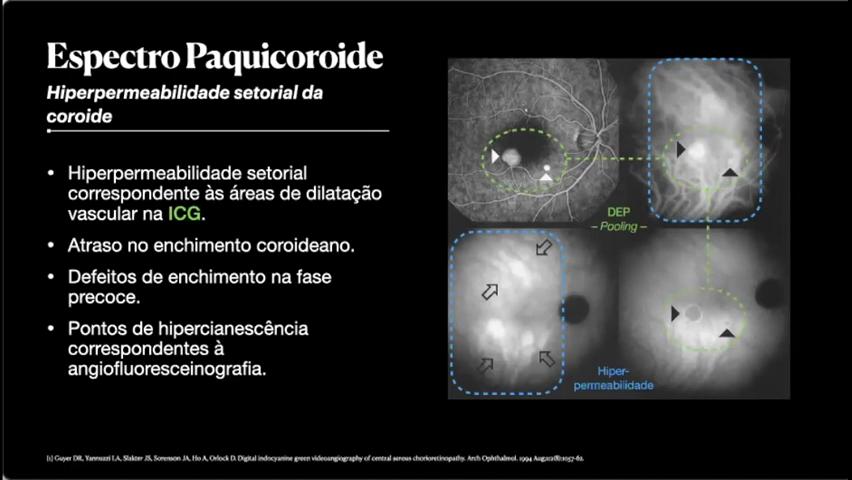 Espectro Paquicoroide
Hiperpermeabilidade setorial da
coroide
• Hiperpermeabilidade setorial
correspondente às áreas de dilatação
vascular na ICG.
• Atraso no enchimento coroideano.
• Defeitos de enchimento na fase
precoce.
• Pontos de hipercianescência
correspondentes à
angiofluoresceinografia.
DEP
– Pooling –
Hiper-
permeabilidade
[1] Guyer DR, Yannuzzi LA, Slakter JS, Sorenson JA, Ho A, Orlock D. Digital indocyanine green videoangiography of central serous chorioretinopathy. Arch Ophthalmol. 1994 Aug;112(8):1057-62.